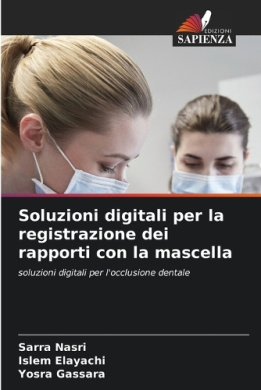 EDIZIONI
SAPIENZA
Soluzioni digitali per la
registrazione dei
rapporti con la mascella
soluzioni digitali per l'occlusione dentale
Sarra Nasri
Islem Elayachi
Yosra Gassara